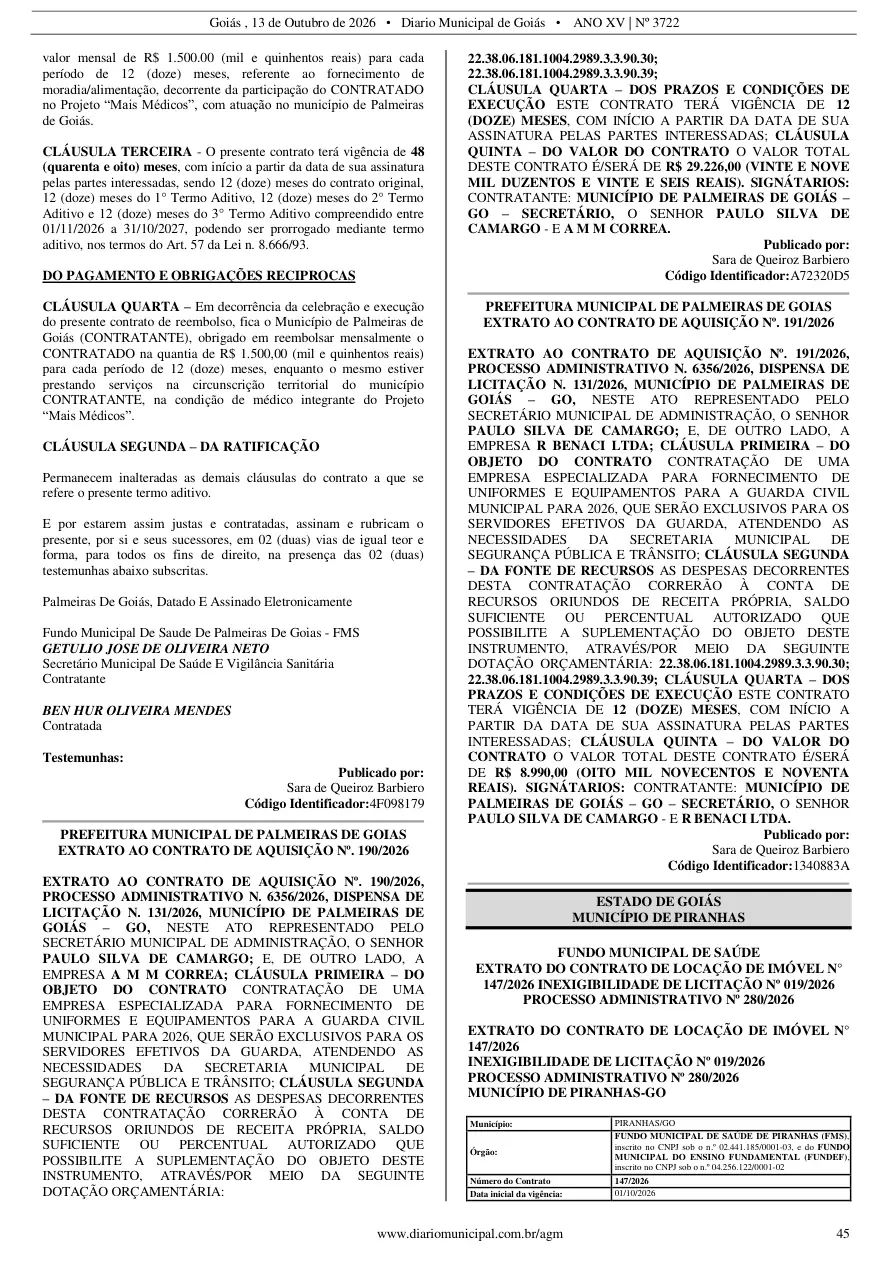 Goiás , 13 de Outubro de 2026 • Diario Municipal de Goiás • ANO XV | Nº 3722
valor mensal de R$ 1.500.00 (mil e quinhentos reais) para cada
período de 12 (doze) meses, referente ao fornecimento de
moradia/alimentação, decorrente da participação do CONTRATADO
no Projeto “Mais Médicos”, com atuação no município de Palmeiras
de Goiás.
CLÁUSULA TERCEIRA - O presente contrato terá vigência de 48
(quarenta e oito) meses, com início a partir da data de sua assinatura
pelas partes interessadas, sendo 12 (doze) meses do contrato original,
12 (doze) meses do 1° Termo Aditivo, 12 (doze) meses do 2° Termo
Aditivo e 12 (doze) meses do 3° Termo Aditivo compreendido entre
01/11/2026 a 31/10/2027, podendo ser prorrogado mediante termo
aditivo, nos termos do Art. 57 da Lei n. 8.666/93.
DO PAGAMENTO E OBRIGAÇÕES RECIPROCAS
CLÁUSULA QUARTA – Em decorrência da celebração e execução
do presente contrato de reembolso, fica o Município de Palmeiras de
Goiás (CONTRATANTE), obrigado em reembolsar mensalmente o
CONTRATADO na quantia de R$ 1.500,00 (mil e quinhentos reais)
para cada período de 12 (doze) meses, enquanto o mesmo estiver
prestando serviços na circunscrição territorial do município
CONTRATANTE, na condição de médico integrante do Projeto
“Mais Médicos”.
CLÁUSULA SEGUNDA – DA RATIFICAÇÃO
Permanecem inalteradas as demais cláusulas do contrato a que se
refere o presente termo aditivo.
E por estarem assim justas e contratadas, assinam e rubricam o
presente, por si e seus sucessores, em 02 (duas) vias de igual teor e
forma, para todos os fins de direito, na presença das 02 (duas)
testemunhas abaixo subscritas.
Palmeiras De Goiás, Datado E Assinado Eletronicamente
Fundo Municipal De Saude De Palmeiras De Goias - FMS
GETULIO JOSE DE OLIVEIRA NETO
Secretário Municipal De Saúde E Vigilância Sanitária
Contratante
BEN HUR OLIVEIRA MENDES
Contratada
Testemunhas:
Publicado por:
Sara de Queiroz Barbiero
Código Identificador:4F098179
PREFEITURA MUNICIPAL DE PALMEIRAS DE GOIAS
EXTRATO AO CONTRATO DE AQUISIÇÃO Nº. 190/2026
EXTRATO AO CONTRATO DE AQUISIÇÃO Nº. 190/2026,
PROCESSO ADMINISTRATIVO N. 6356/2026, DISPENSA DE
LICITAÇÃO N. 131/2026, MUNICÍPIO DE PALMEIRAS DE
GOIÁS – GO, NESTE ATO REPRESENTADO PELO
SECRETÁRIO MUNICIPAL DE ADMINISTRAÇÃO, O SENHOR
PAULO SILVA DE CAMARGO; E, DE OUTRO LADO, A
EMPRESA A M M CORREA; CLÁUSULA PRIMEIRA – DO
OBJETO DO CONTRATO CONTRATAÇÃO DE UMA
EMPRESA ESPECIALIZADA PARA FORNECIMENTO DE
UNIFORMES E EQUIPAMENTOS PARA A GUARDA CIVIL
MUNICIPAL PARA 2026, QUE SERÃO EXCLUSIVOS PARA OS
SERVIDORES EFETIVOS DA GUARDA, ATENDENDO AS
NECESSIDADES DA SECRETARIA MUNICIPAL DE
SEGURANÇA PÚBLICA E TRÂNSITO; CLÁUSULA SEGUNDA
– DA FONTE DE RECURSOS AS DESPESAS DECORRENTES
DESTA CONTRATAÇÃO CORRERÃO À CONTA DE
RECURSOS ORIUNDOS DE RECEITA PRÓPRIA, SALDO
SUFICIENTE OU PERCENTUAL AUTORIZADO QUE
POSSIBILITE A SUPLEMENTAÇÃO DO OBJETO DESTE
INSTRUMENTO, ATRAVÉS/POR MEIO DA SEGUINTE
DOTAÇÃO ORÇAMENTÁRIA:
22.38.06.181.1004.2989.3.3.90.30;
22.38.06.181.1004.2989.3.3.90.39;
CLÁUSULA QUARTA – DOS PRAZOS E CONDIÇÕES DE
EXECUÇÃO ESTE CONTRATO TERÁ VIGÊNCIA DE 12
(DOZE) MESES, COM INÍCIO A PARTIR DA DATA DE SUA
ASSINATURA PELAS PARTES INTERESSADAS; CLÁUSULA
QUINTA – DO VALOR DO CONTRATO O VALOR TOTAL
DESTE CONTRATO É/SERÁ DE R$ 29.226,00 (VINTE E NOVE
MIL DUZENTOS E VINTE E SEIS REAIS). SIGNÁTARIOS:
CONTRATANTE: MUNICÍPIO DE PALMEIRAS DE GOIÁS –
GO – SECRETÁRIO, O SENHOR PAULO SILVA DE
CAMARGO - E A M M CORREA.
Publicado por:
Sara de Queiroz Barbiero
Código Identificador:A72320D5
PREFEITURA MUNICIPAL DE PALMEIRAS DE GOIAS
EXTRATO AO CONTRATO DE AQUISIÇÃO Nº. 191/2026
EXTRATO AO CONTRATO DE AQUISIÇÃO Nº. 191/2026,
PROCESSO ADMINISTRATIVO N. 6356/2026, DISPENSA DE
LICITAÇÃO N. 131/2026, MUNICÍPIO DE PALMEIRAS DE
GOIÁS – GO, NESTE ATO REPRESENTADO PELO
SECRETÁRIO MUNICIPAL DE ADMINISTRAÇÃO, O SENHOR
PAULO SILVA DE CAMARGO; E, DE OUTRO LADO, A
EMPRESA R BENACI LTDA; CLÁUSULA PRIMEIRA – DO
OBJETO DO CONTRATO CONTRATAÇÃO DE UMA
EMPRESA ESPECIALIZADA PARA FORNECIMENTO DE
UNIFORMES E EQUIPAMENTOS PARA A GUARDA CIVIL
MUNICIPAL PARA 2026, QUE SERÃO EXCLUSIVOS PARA OS
SERVIDORES EFETIVOS DA GUARDA, ATENDENDO AS
NECESSIDADES DA SECRETARIA MUNICIPAL DE
SEGURANÇA PÚBLICA E TRÂNSITO; CLÁUSULA SEGUNDA
– DA FONTE DE RECURSOS AS DESPESAS DECORRENTES
DESTA CONTRATAÇÃO CORRERÃO À CONTA DE
RECURSOS ORIUNDOS DE RECEITA PRÓPRIA, SALDO
SUFICIENTE OU PERCENTUAL AUTORIZADO QUE
POSSIBILITE A SUPLEMENTAÇÃO DO OBJETO DESTE
INSTRUMENTO, ATRAVÉS/POR MEIO DA SEGUINTE
DOTAÇÃO ORÇAMENTÁRIA: 22.38.06.181.1004.2989.3.3.90.30;
22.38.06.181.1004.2989.3.3.90.39; CLÁUSULA QUARTA – DOS
PRAZOS E CONDIÇÕES DE EXECUÇÃO ESTE CONTRATO
TERÁ VIGÊNCIA DE 12 (DOZE) MESES, COM INÍCIO A
PARTIR DA DATA DE SUA ASSINATURA PELAS PARTES
INTERESSADAS; CLÁUSULA QUINTA – DO VALOR DO
CONTRATO O VALOR TOTAL DESTE CONTRATO É/SERÁ
DE R$ 8.990,00 (OITO MIL NOVECENTOS E NOVENTA
REAIS). SIGNÁTARIOS: CONTRATANTE: MUNICÍPIO DE
PALMEIRAS DE GOIÁS – GO – SECRETÁRIO, O SENHOR
PAULO SILVA DE CAMARGO - E R BENACI LTDA.
Publicado por:
Sara de Queiroz Barbiero
Código Identificador:1340883A
ESTADO DE GOIÁS
MUNICÍPIO DE PIRANHAS
FUNDO MUNICIPAL DE SAÚDE
EXTRATO DO CONTRATO DE LOCAÇÃO DE IMÓVEL N°
147/2026 INEXIGIBILIDADE DE LICITAÇÃO Nº 019/2026
PROCESSO ADMINISTRATIVO Nº 280/2026
EXTRATO DO CONTRATO DE LOCAÇÃO DE IMÓVEL N°
147/2026
INEXIGIBILIDADE DE LICITAÇÃO Nº 019/2026
PROCESSO ADMINISTRATIVO Nº 280/2026
MUNICÍPIO DE PIRANHAS-GO
Município: PIRANHAS/GO
Órgão: FUNDO MUNICIPAL DE SAÚDE DE PIRANHAS (FMS),
inscrito no CNPJ sob o n.º 02.441.185/0001-03, e do FUNDO
MUNICIPAL DO ENSINO FUNDAMENTAL (FUNDEF),
inscrito no CNPJ sob o n.º 04.256.122/0001-02
Número do Contrato 147/2026
Data inicial da vigência: 01/10/2026
www.diariomunicipal.com.br/agm 45